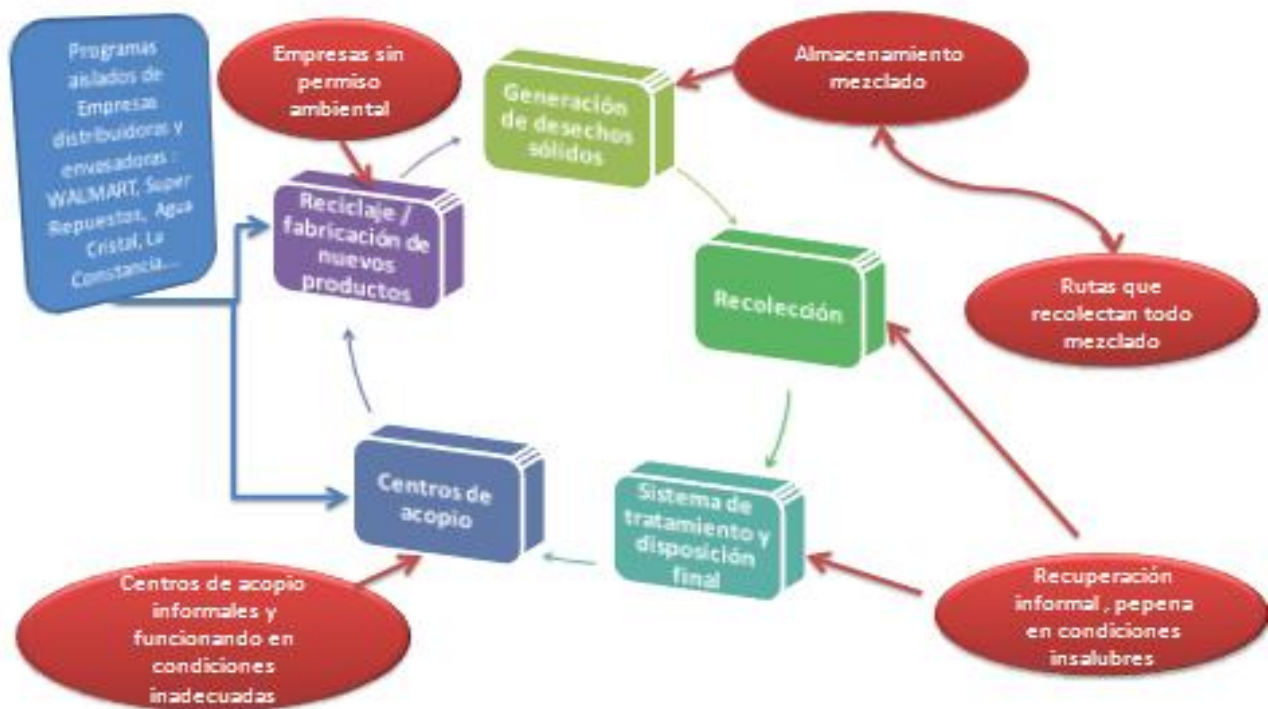 Programas
aislados de
Empresas
distribuidoras y
envasadoras :
WALMART, Super
Repuestos, Agua
Cristal, La
Constancia....
Empresas sin
permiso
ambiental
Generación
de desechos
sólidos
Almacenamiento
mezclado
Reciclaje /
fabricación de
nuevos
productos
Recolección
Rutas que
recolectan todo
mezclado
Centros de
acopio
Sistema de
tratamiento y
disposición
final
Centros de acopio
informales y
funcionando en
condiciones
inadecuadas
Recuperación
informal , pepena
en condiciones
insalubres